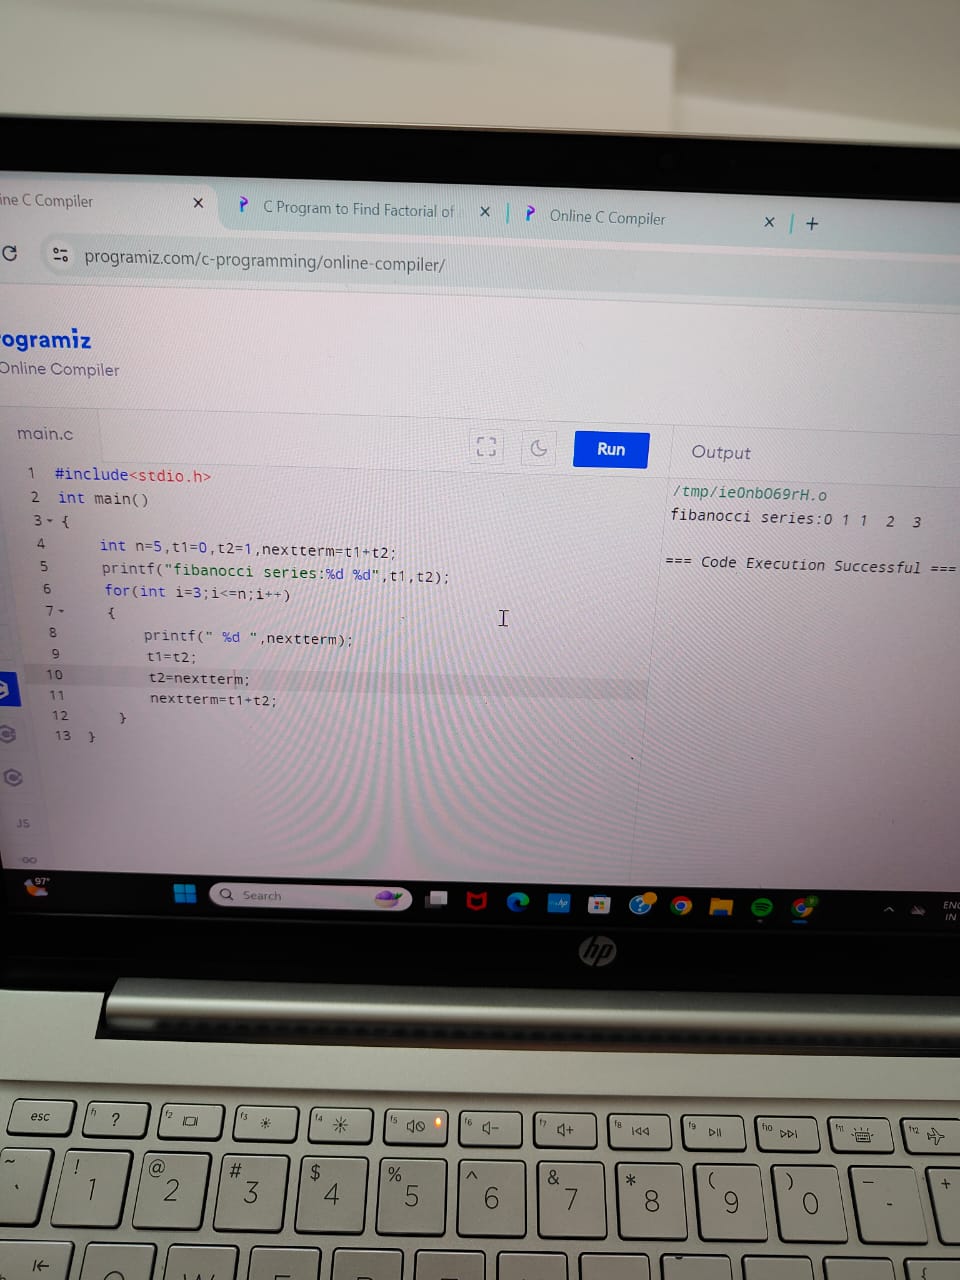 ine C Compiler
C Program to Find Factorial of
Online C Compiler
programiz.com/c-programming/online-compiler/
ogramiz
Online Compiler
main.c
Run
Output
1 #include<stdio.h>
2 int main()
3 {
4 int n=5,t1=0,t2=1,nextterm=t1+t2;
5 printf("fibanocci series:%d %d",t1,t2);
6 for(int i=3;i<=n;i++)
7 {
8 printf(" %d ",nextterm);
9 t1=t2;
10 t2=nextterm;
11 nextterm=t1+t2;
12 }
13 }
/tmp/ie0nbO69rH.o
fibanocci series:0 1 1  2  3
=== Code Execution Successful ===
JS
GO
97°
Search
ENG
IN
hp
esc
f1 ?
f2
f3
f4
f5
f6
f7
f8
f9
f10
f11
f12
~ `
! 1
@ 2
# 3
$ 4
% 5
^ 6
& 7
* 8
( 9
) 0
_ -
+